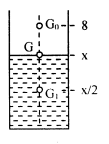 G₀ 8
G x
G₁ x/2